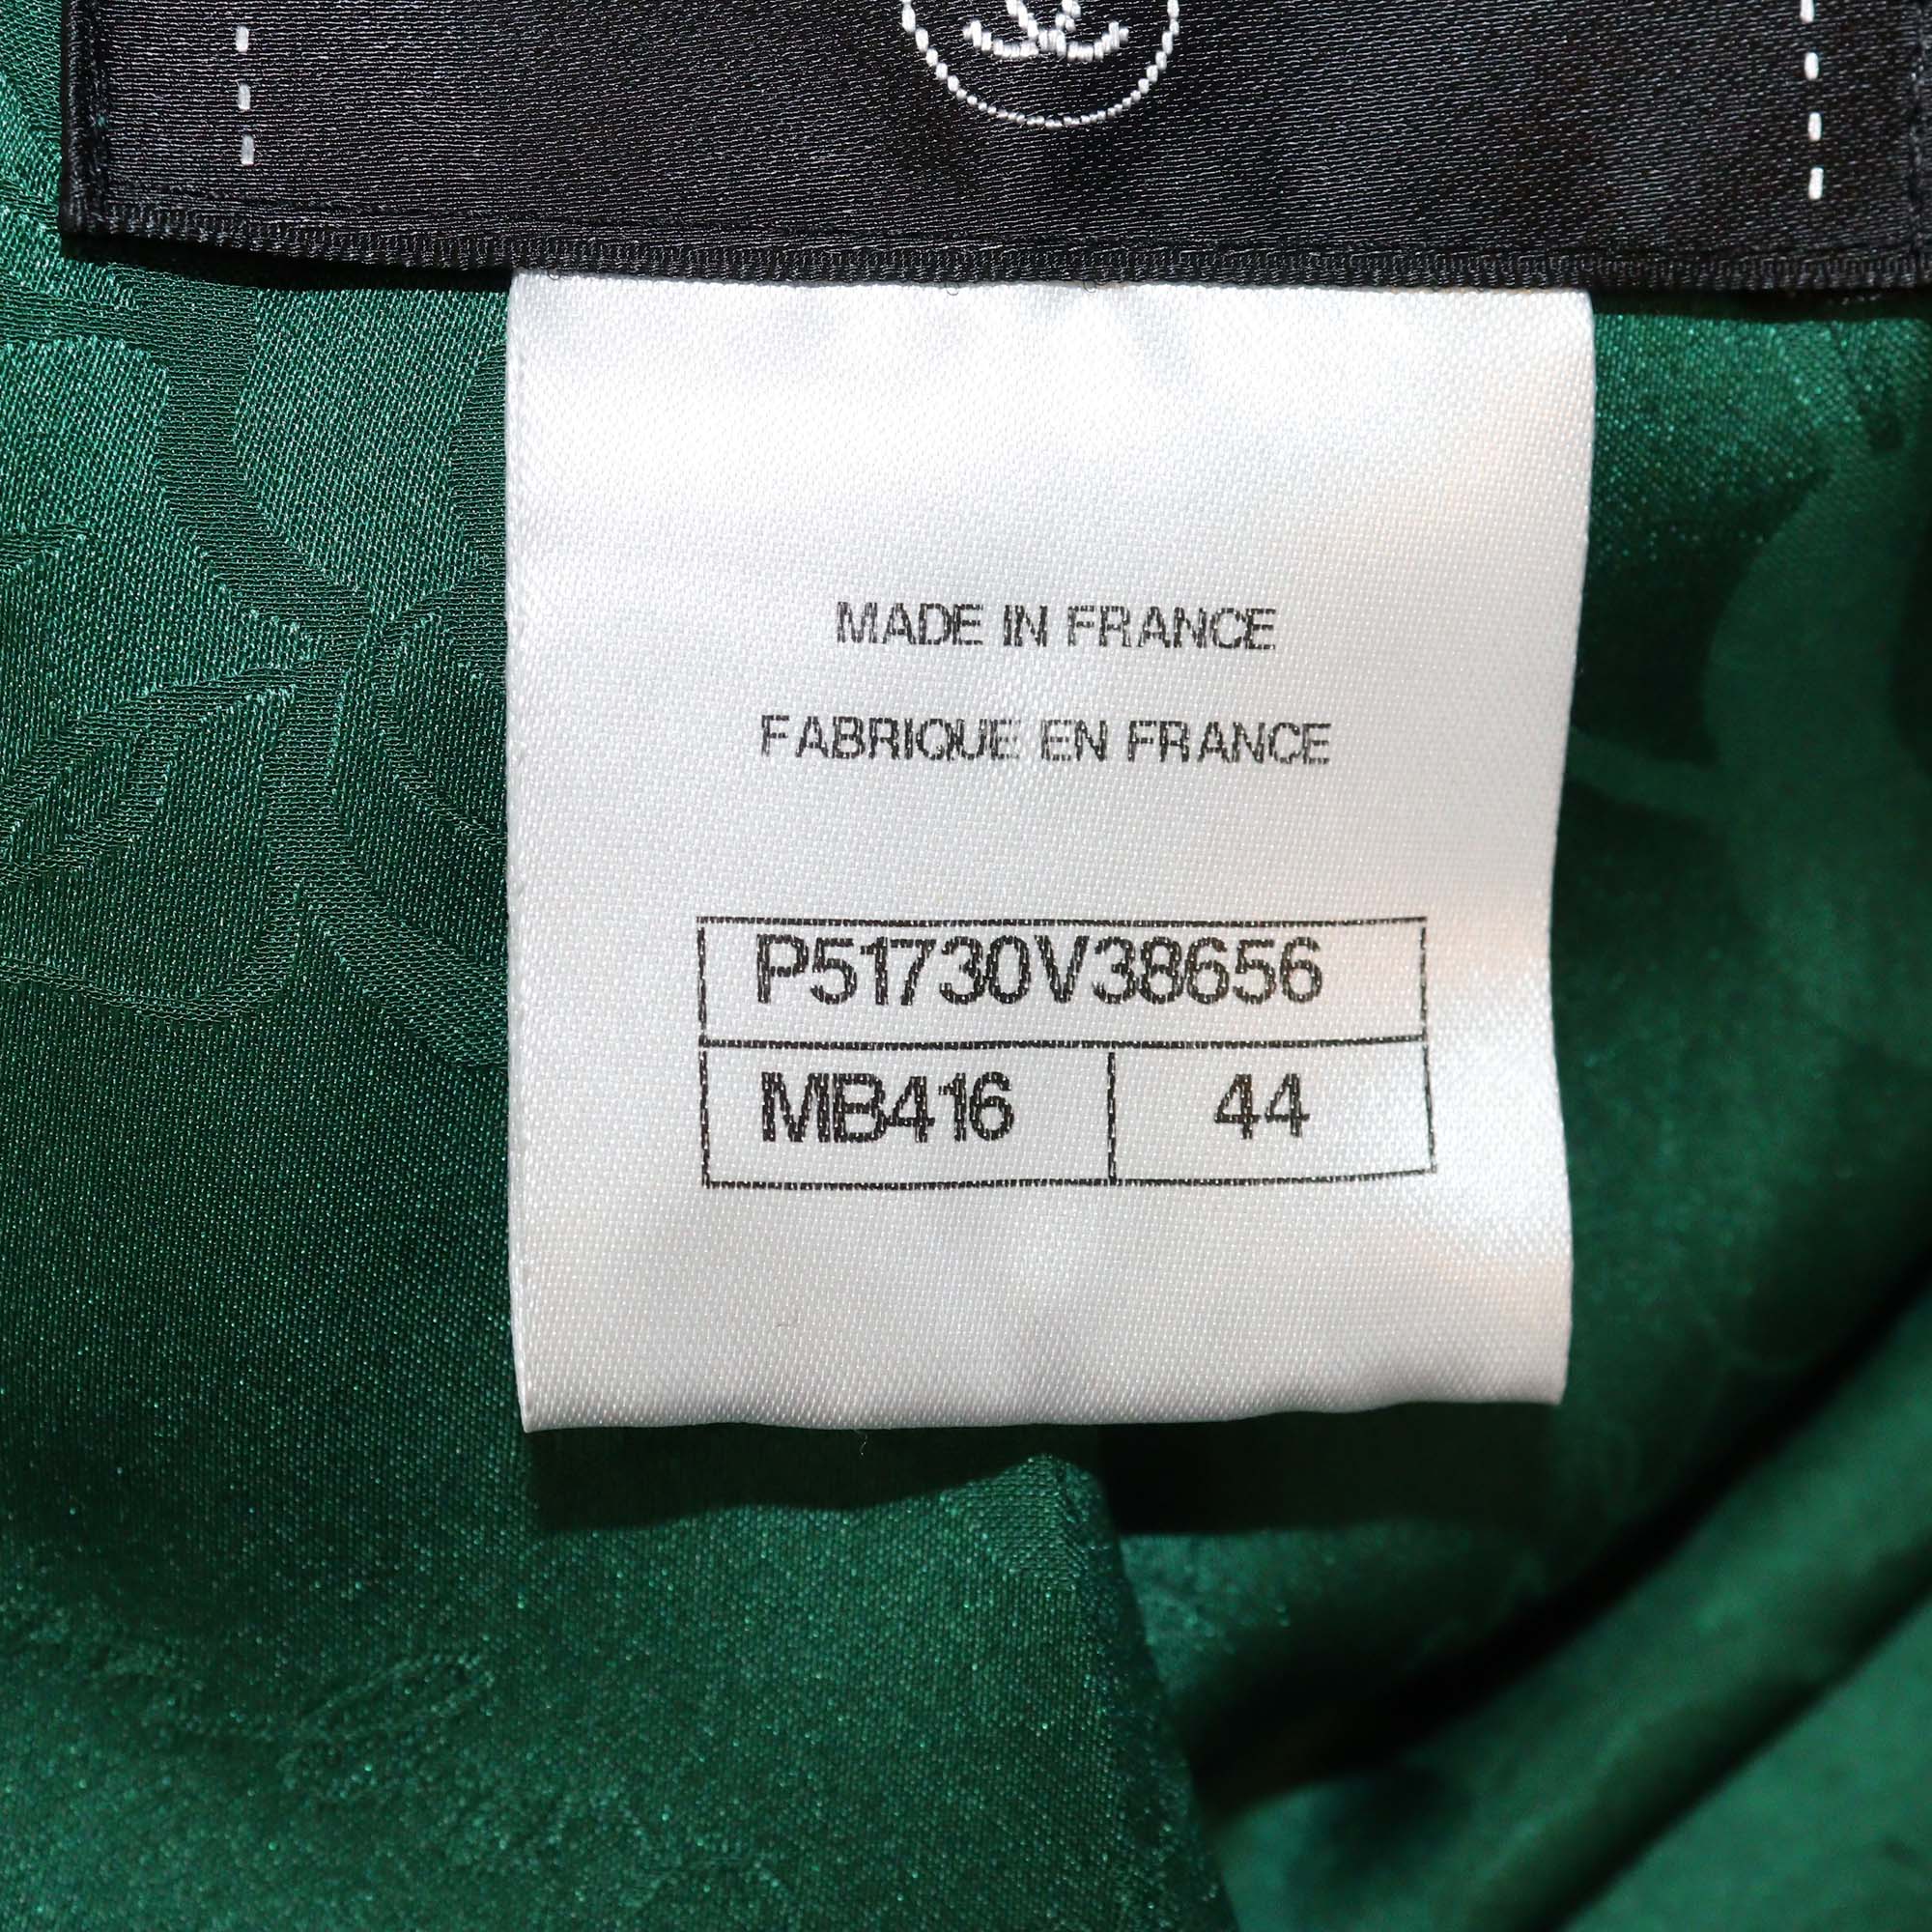 MADE IN FRANCE
FABRIQUE EN FRANCE
P51730V38656
MB416 44